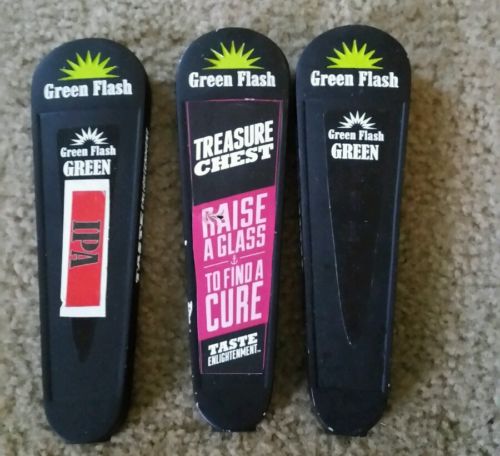 Green Flash
Green Flash
GREEN
IPA
Green Flash
TREASURE
CHEST
RAISE
A GLASS
TO FIND A
CURE
TASTE
ENLIGHTENMENT™
Green Flash
Green Flash
GREEN